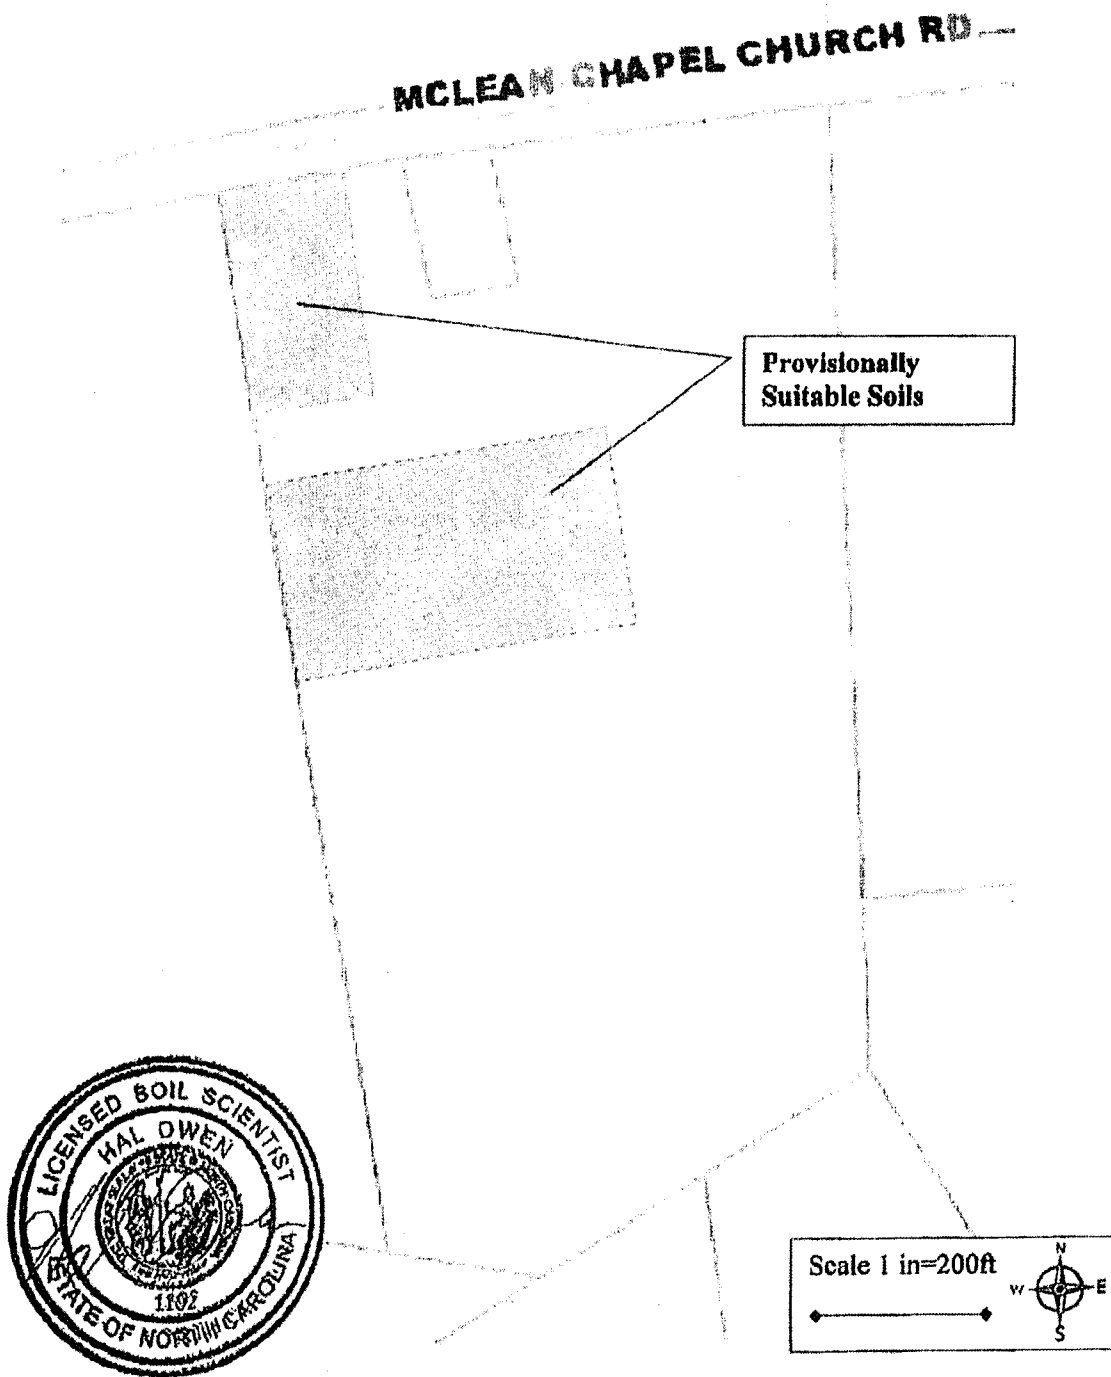 MCLEAN CHAPEL CHURCH RD
Provisionally
Suitable Soils
LICENSED SOIL SCIENTIST
HAL OWEN
1102
STATE OF NORTH CAROLINA
Scale 1 in=200ft
N
W E
S